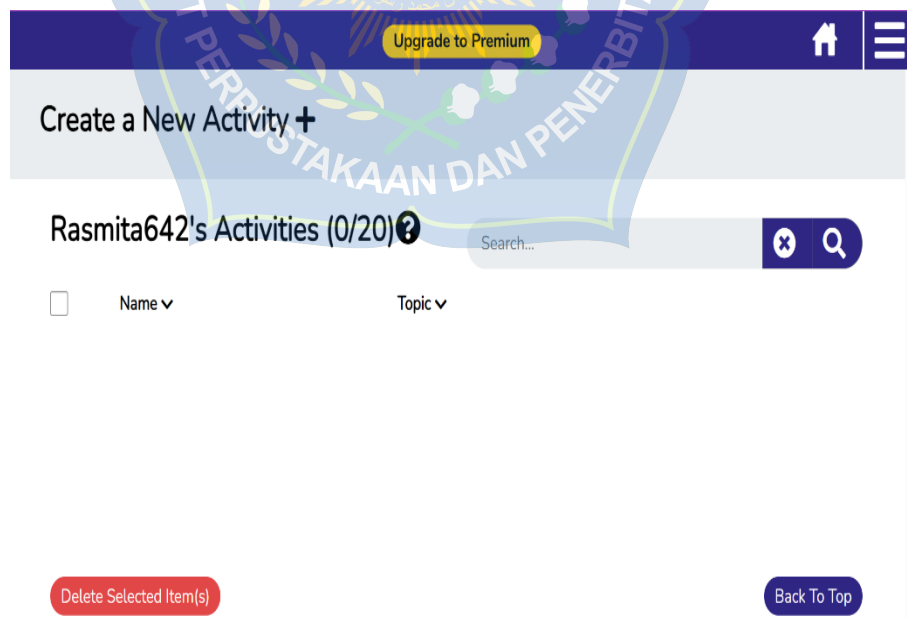 Upgrade to Premium
Create a New Activity
PERPUSTAKAAN DAN
Rasmita642's Activities (0/20)
Search...
Name
Topic
Delete Selected Item(s)
Back To Top